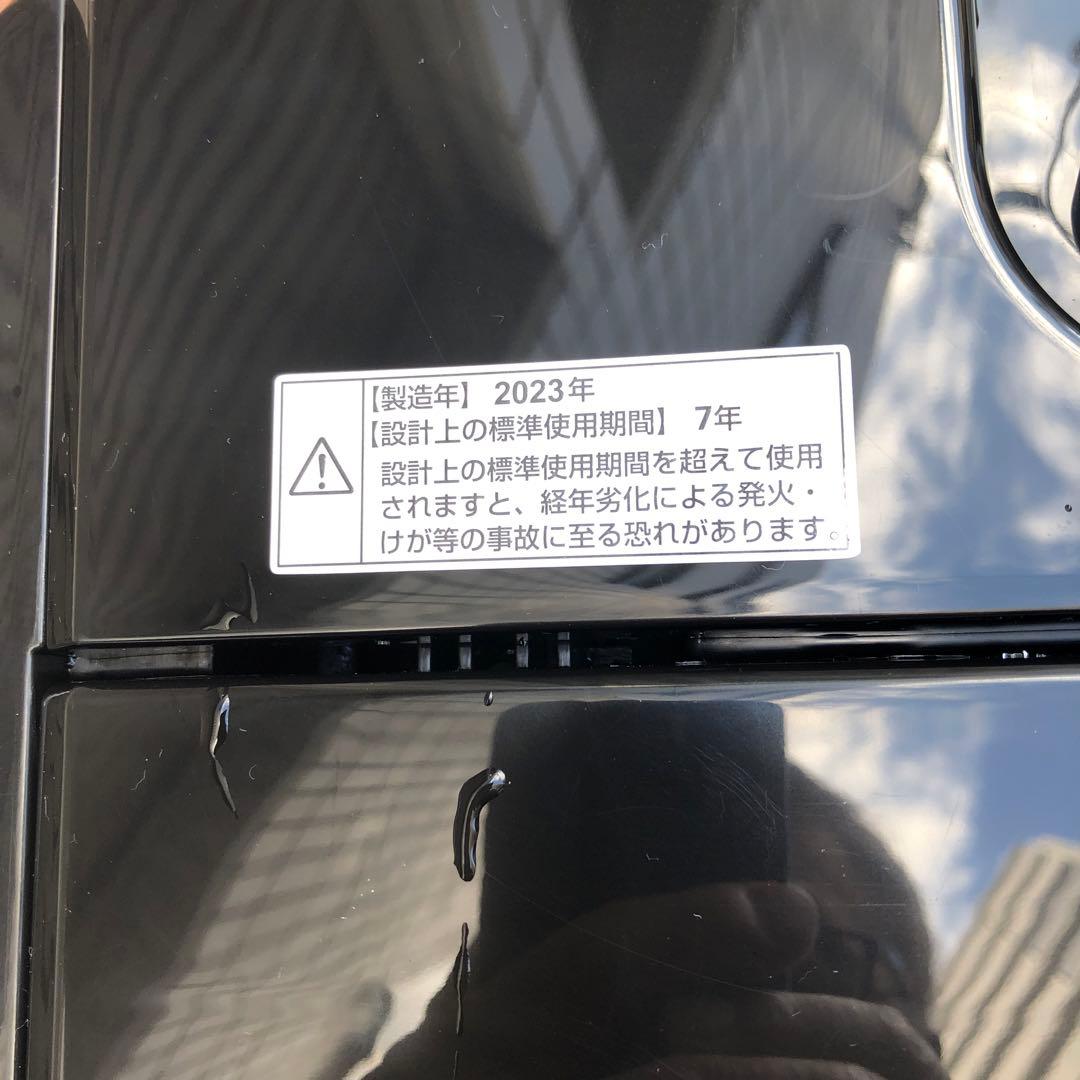 【製造年】 2023年
【設計上の標準使用期間】 7年
設計上の標準使用期間を超えて使用
されますと、経年劣化による発火・
けが等の事故に至る恐れがあります。